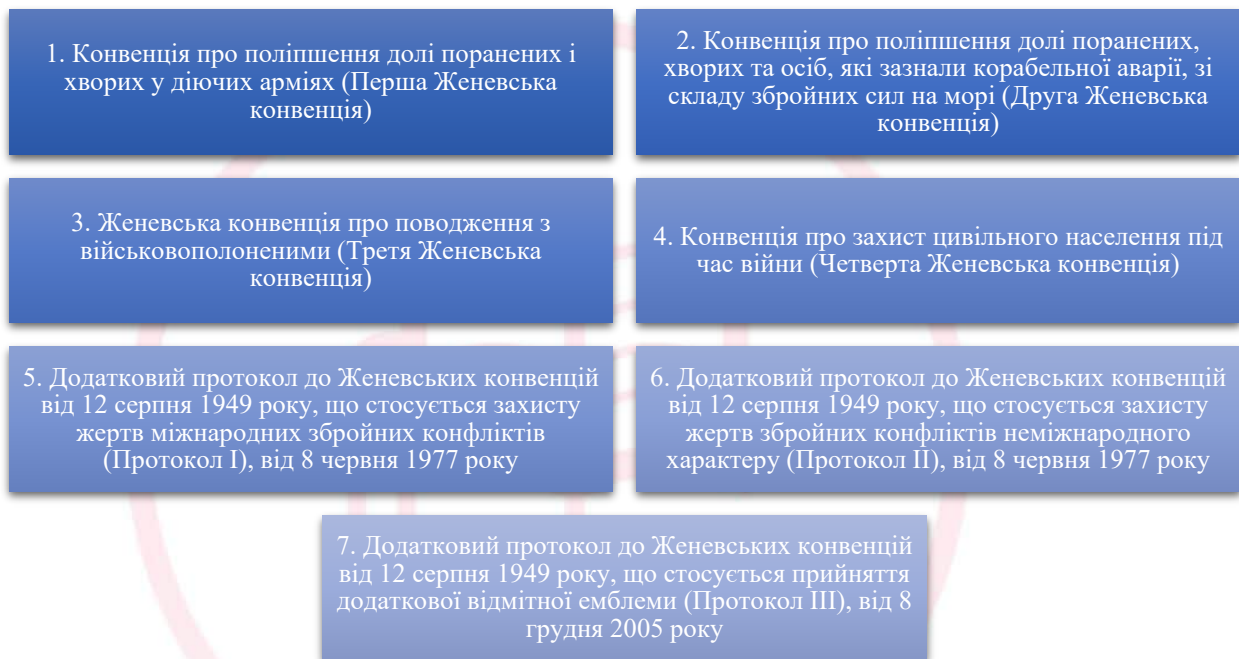 1. Конвенція про поліпшення долі поранених і
хворих у діючих арміях (Перша Женевська
конвенція)
2. Конвенція про поліпшення долі поранених,
хворих та осіб, які зазнали корабельної аварії, зі
складу збройних сил на морі (Друга Женевська
конвенція)
3. Женевська конвенція про поводження з
військовополоненими (Третя Женевська
конвенція)
4. Конвенція про захист цивільного населення під
час війни (Четверта Женевська конвенція)
5. Додатковий протокол до Женевських конвенцій
від 12 серпня 1949 року, що стосується захисту
жертв міжнародних збройних конфліктів
(Протокол I), від 8 червня 1977 року
6. Додатковий протокол до Женевських конвенцій
від 12 серпня 1949 року, що стосується захисту
жертв збройних конфліктів неміжнародного
характеру (Протокол II), від 8 червня 1977 року
7. Додатковий протокол до Женевських конвенцій
від 12 серпня 1949 року, що стосується прийняття
додаткової відмітної емблеми (Протокол III), від 8
грудня 2005 року